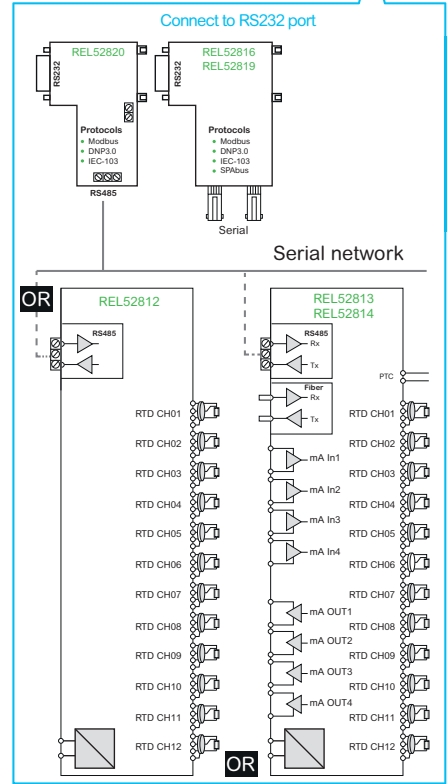 Connect to RS232 port
REL52820
RS232
Protocols
• Modbus
• DNP3.0
• IEC-103
RS485
REL52816
REL52819
RS232
Protocols
• Modbus
• DNP3.0
• IEC-103
• SPAbus
Serial
Serial network
OR
REL52812
RS485
RTD CH01
RTD CH02
RTD CH03
RTD CH04
RTD CH05
RTD CH06
RTD CH07
RTD CH08
RTD CH09
RTD CH10
RTD CH11
RTD CH12
OR
REL52813
REL52814
RS485
Rx
Tx
Fiber
Rx
Tx
mA In1
mA In2
mA In3
mA In4
mA OUT1
mA OUT2
mA OUT3
mA OUT4
PTC
RTD CH01
RTD CH02
RTD CH03
RTD CH04
RTD CH05
RTD CH06
RTD CH07
RTD CH08
RTD CH09
RTD CH10
RTD CH11
RTD CH12